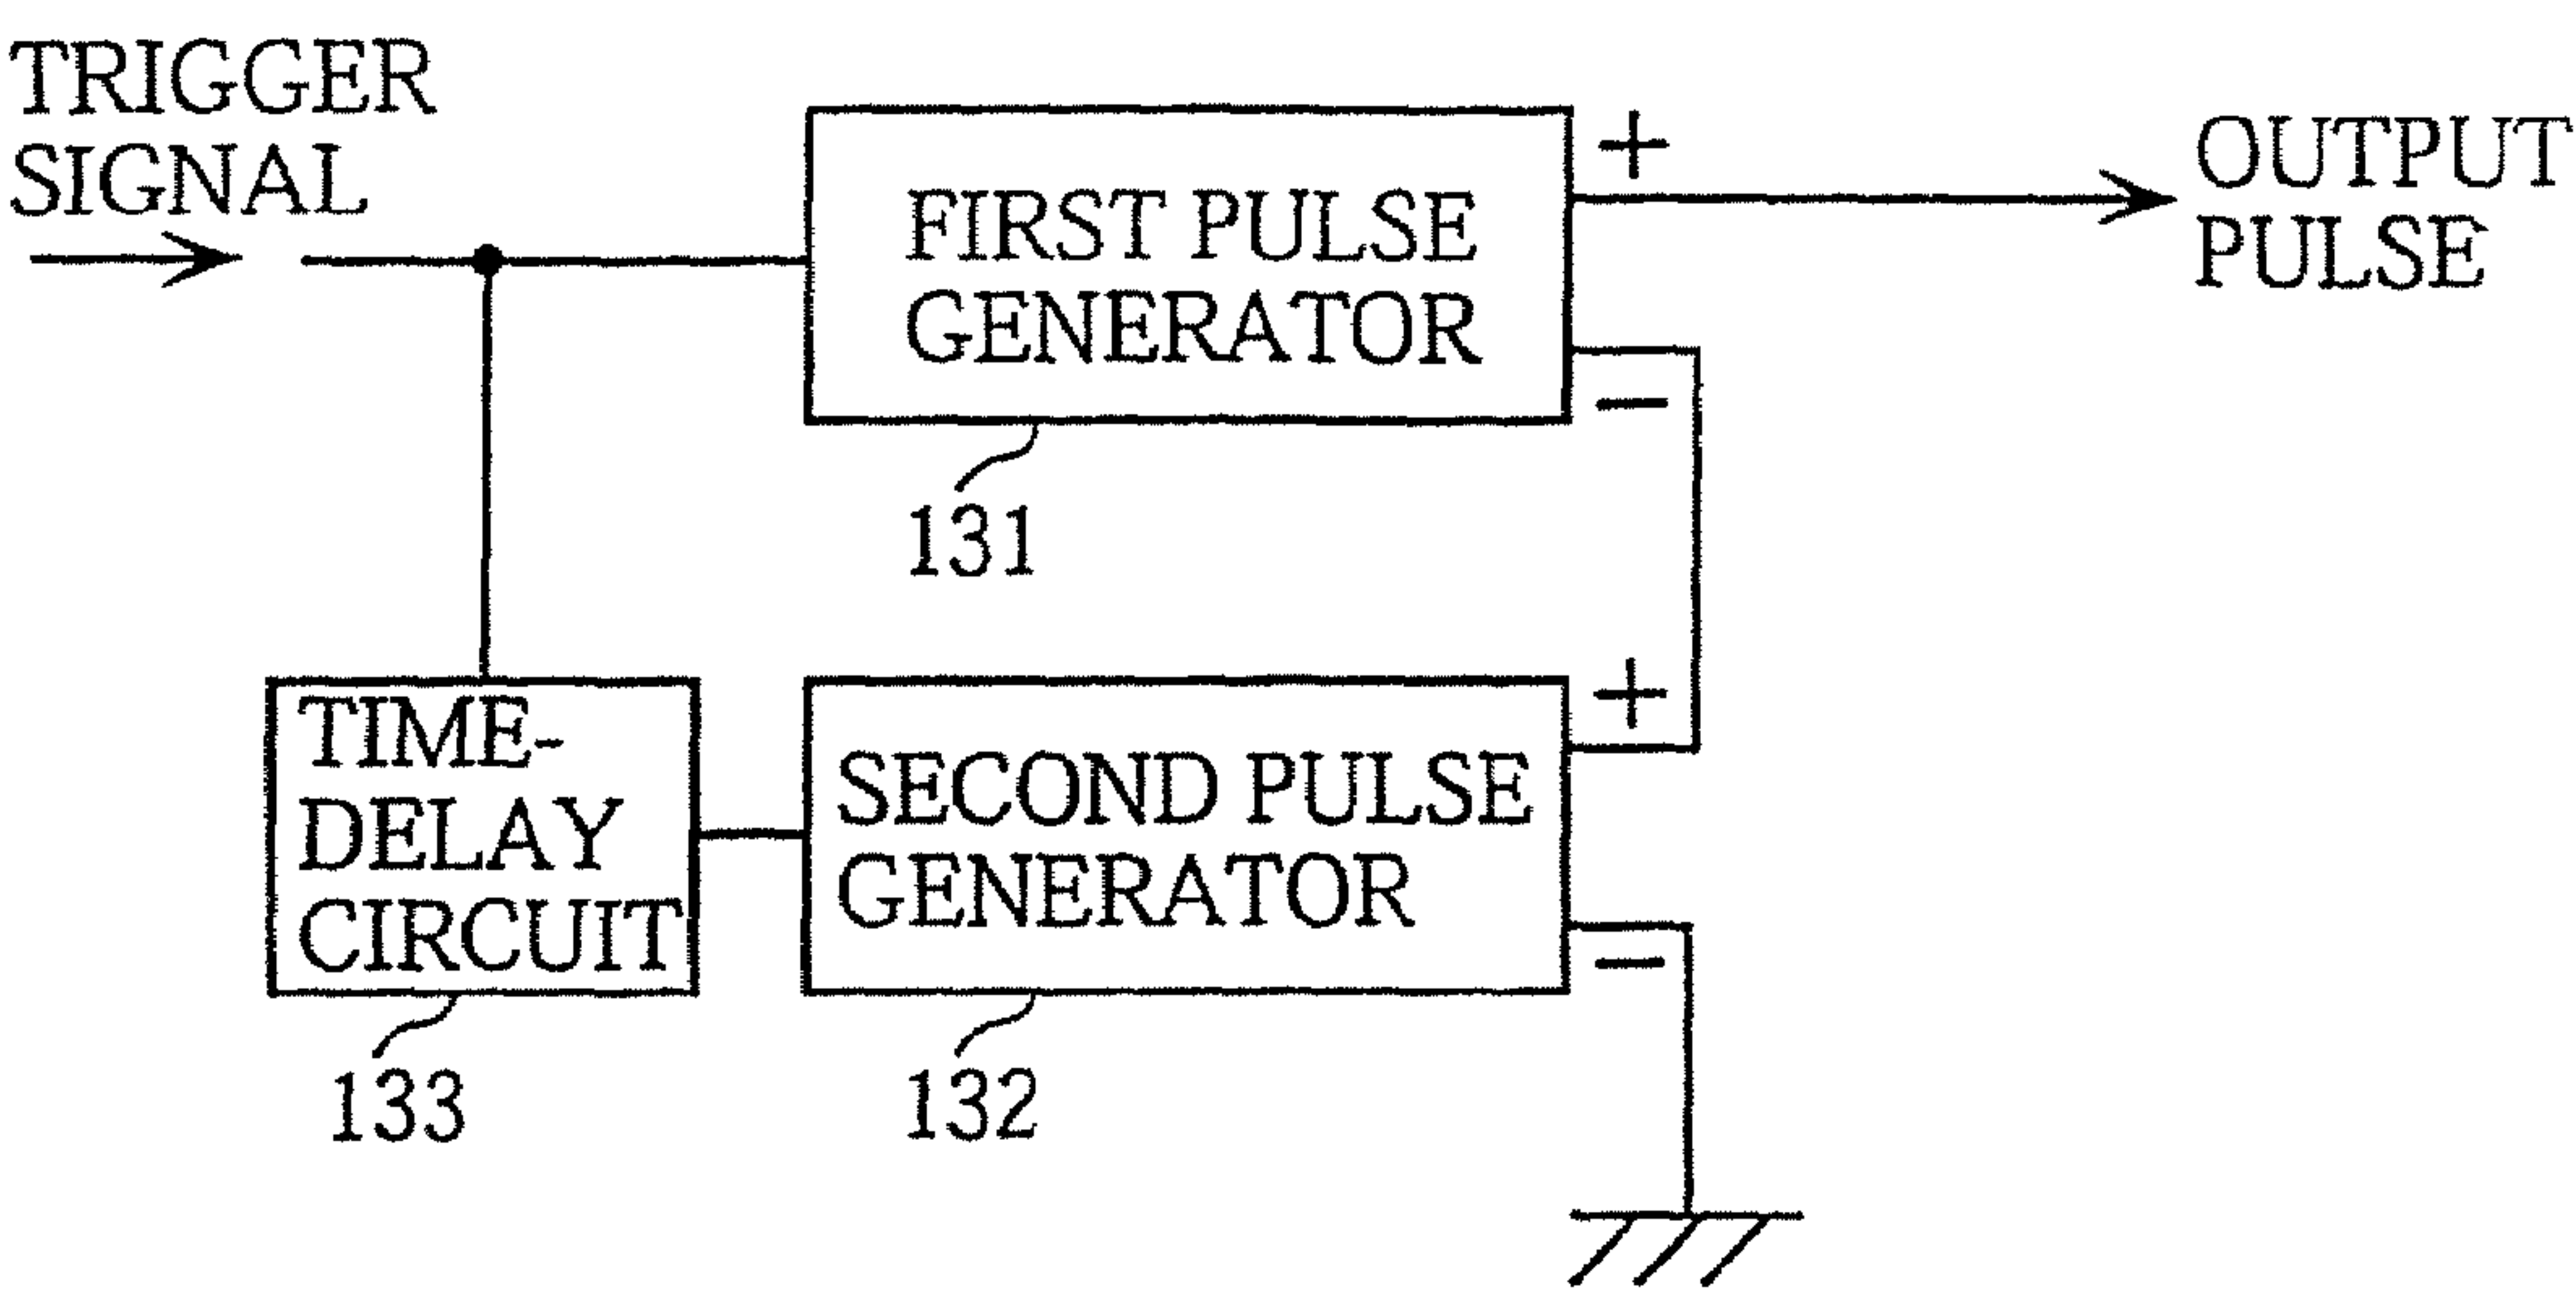 TRIGGER
SIGNAL
+
OUTPUT
PULSE
FIRST PULSE
GENERATOR
−
131
+
TIME-
DELAY
CIRCUIT
SECOND PULSE
GENERATOR
−
133
132